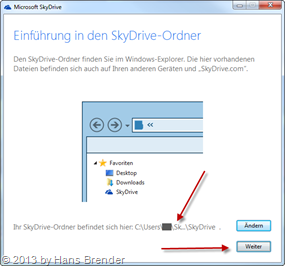 Microsoft SkyDrive
Einführung in den SkyDrive-Ordner
Den SkyDrive-Ordner finden Sie im Windows-Explorer. Die hier vorhandenen
Dateien befinden sich auch auf Ihren anderen Geräten und „SkyDrive.com“.
Favoriten
Desktop
Downloads
SkyDrive
Ihr SkyDrive-Ordner befindet sich hier: C:\Users\ \Sk...\SkyDrive .
Ändern
Weiter
© 2013 by Hans Brender